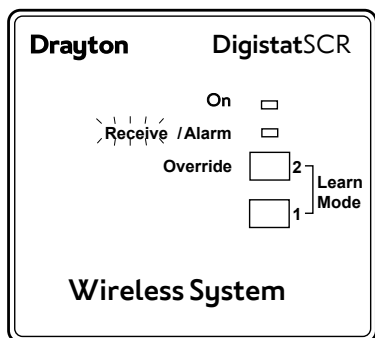 Drayton DigistatSCR
On
Receive /Alarm
Override
2
Learn
Mode
1
Wireless System